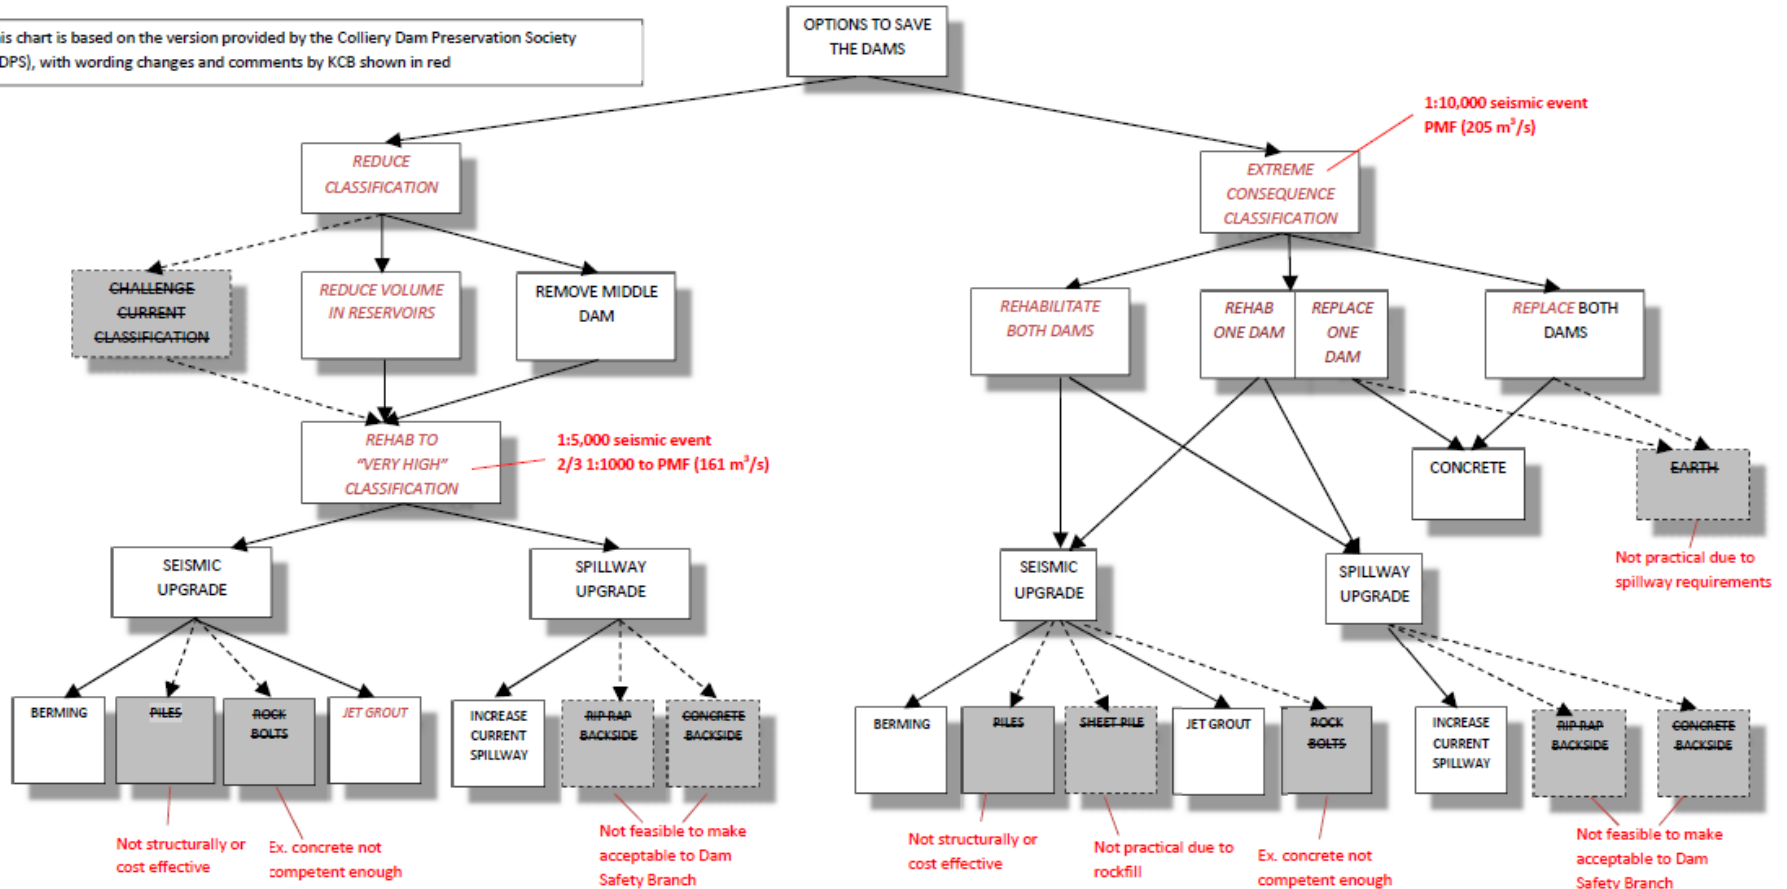 is chart is based on the version provided by the Colliery Dam Preservation Society
DPS), with wording changes and comments by KCB shown in red
OPTIONS TO SAVE
THE DAMS
1:10,000 seismic event
PMF (205 m³/s)
REDUCE
CLASSIFICATION
EXTREME
CONSEQUENCE
CLASSIFICATION
CHALLENGE
CURRENT
CLASSIFICATION
REDUCE VOLUME
IN RESERVOIRS
REMOVE MIDDLE
DAM
REHABILITATE
BOTH DAMS
REHAB
ONE DAM
REPLACE
ONE
DAM
REPLACE BOTH
DAMS
REHAB TO
"VERY HIGH"
CLASSIFICATION
1:5,000 seismic event
2/3 1:1000 to PMF (161 m³/s)
CONCRETE
EARTH
Not practical due to
spillway requirements
SEISMIC
UPGRADE
SPILLWAY
UPGRADE
SEISMIC
UPGRADE
SPILLWAY
UPGRADE
BERMING
PILES
ROCK
BOLTS
JET GROUT
INCREASE
CURRENT
SPILLWAY
RIP RAP
BACKSIDE
CONCRETE
BACKSIDE
BERMING
PILES
SHEET PILE
JET GROUT
ROCK
BOLTS
INCREASE
CURRENT
SPILLWAY
RIP RAP
BACKSIDE
CONCRETE
BACKSIDE
Not structurally or
cost effective
Ex. concrete not
competent enough
Not feasible to make
acceptable to Dam
Safety Branch
Not structurally or
cost effective
Not practical due to
rockfill
Ex. concrete not
competent enough
Not feasible to make
acceptable to Dam
Safety Branch